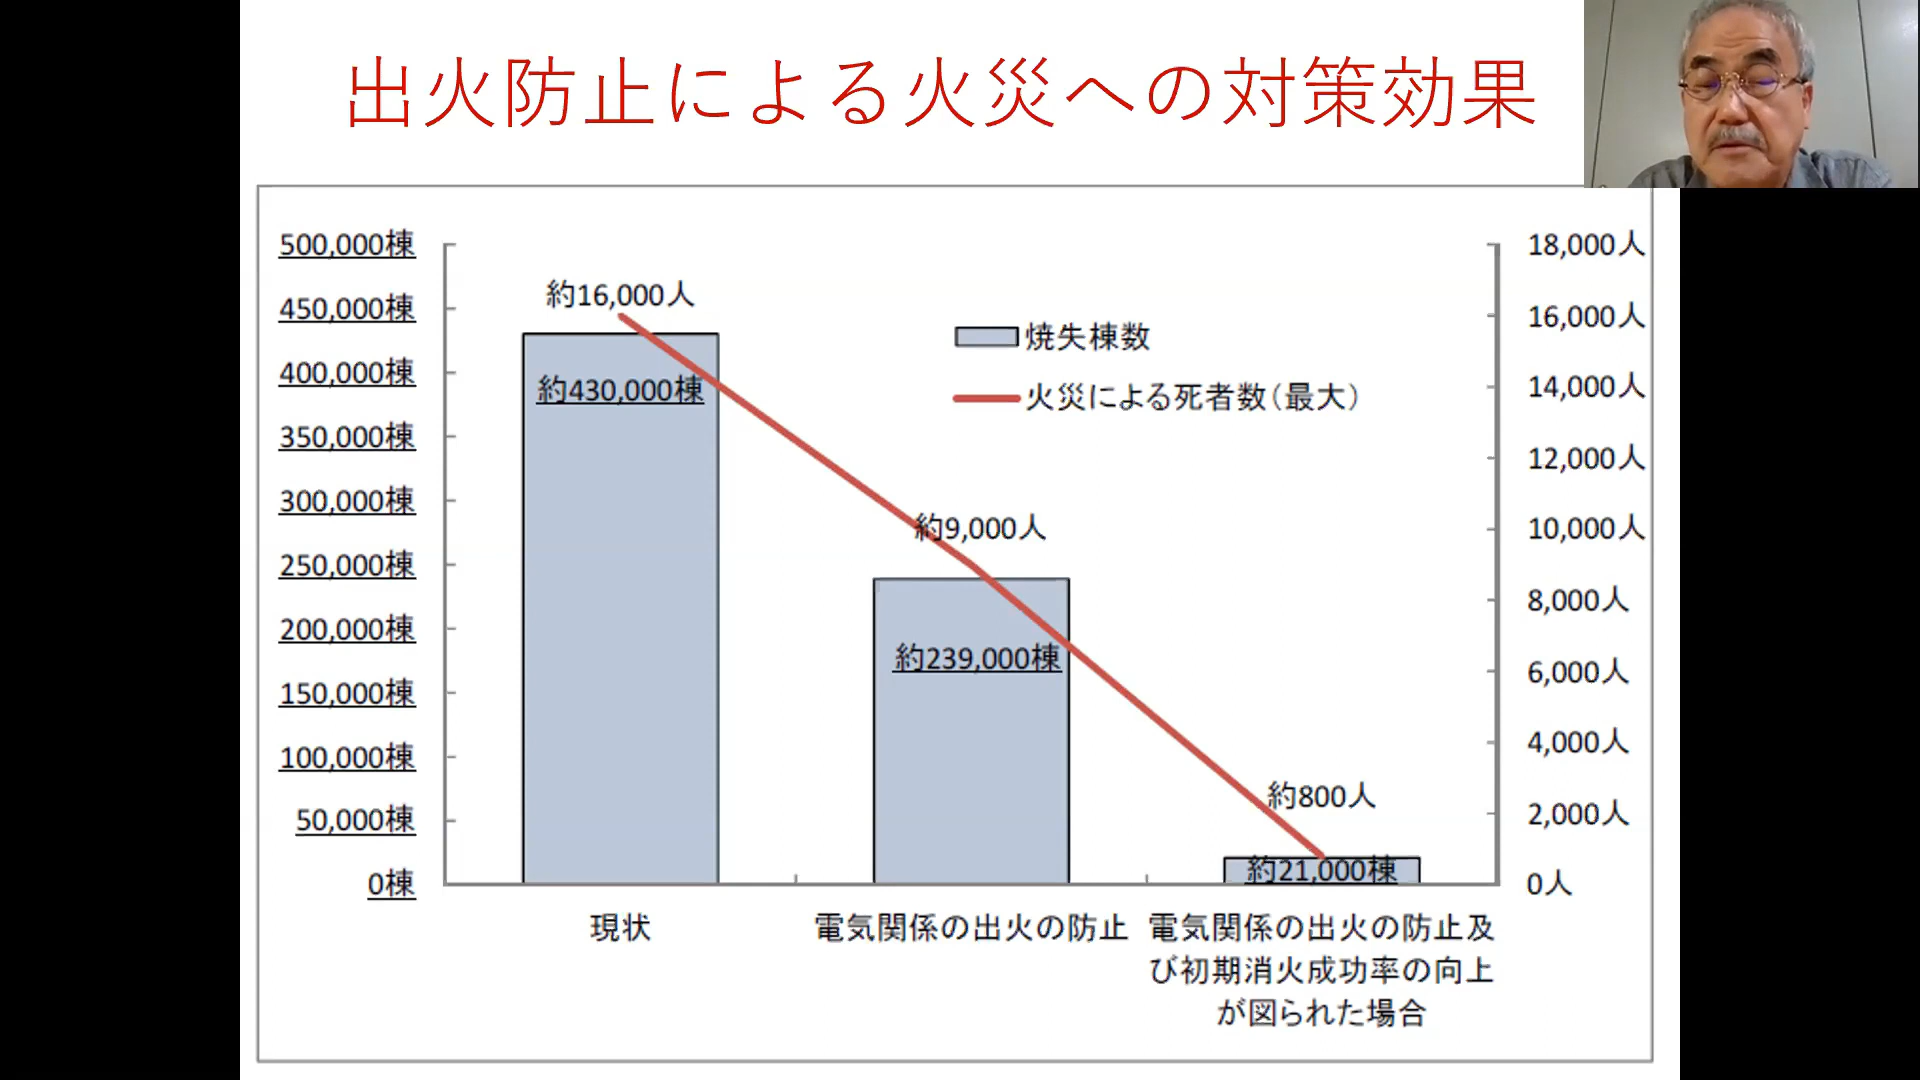 出火防止による火災への対策効果
500,000棟
450,000棟
400,000棟
350,000棟
300,000棟
250,000棟
200,000棟
150,000棟
100,000棟
50,000棟
0棟
約16,000人
約430,000棟
焼失棟数
火災による死者数（最大）
約9,000人
約239,000棟
約800人
約21,000棟
18,000人
16,000人
14,000人
12,000人
10,000人
8,000人
6,000人
4,000人
2,000人
0人
現状
電気関係の出火の防止
電気関係の出火の防止及
び初期消火成功率の向上
が図られた場合